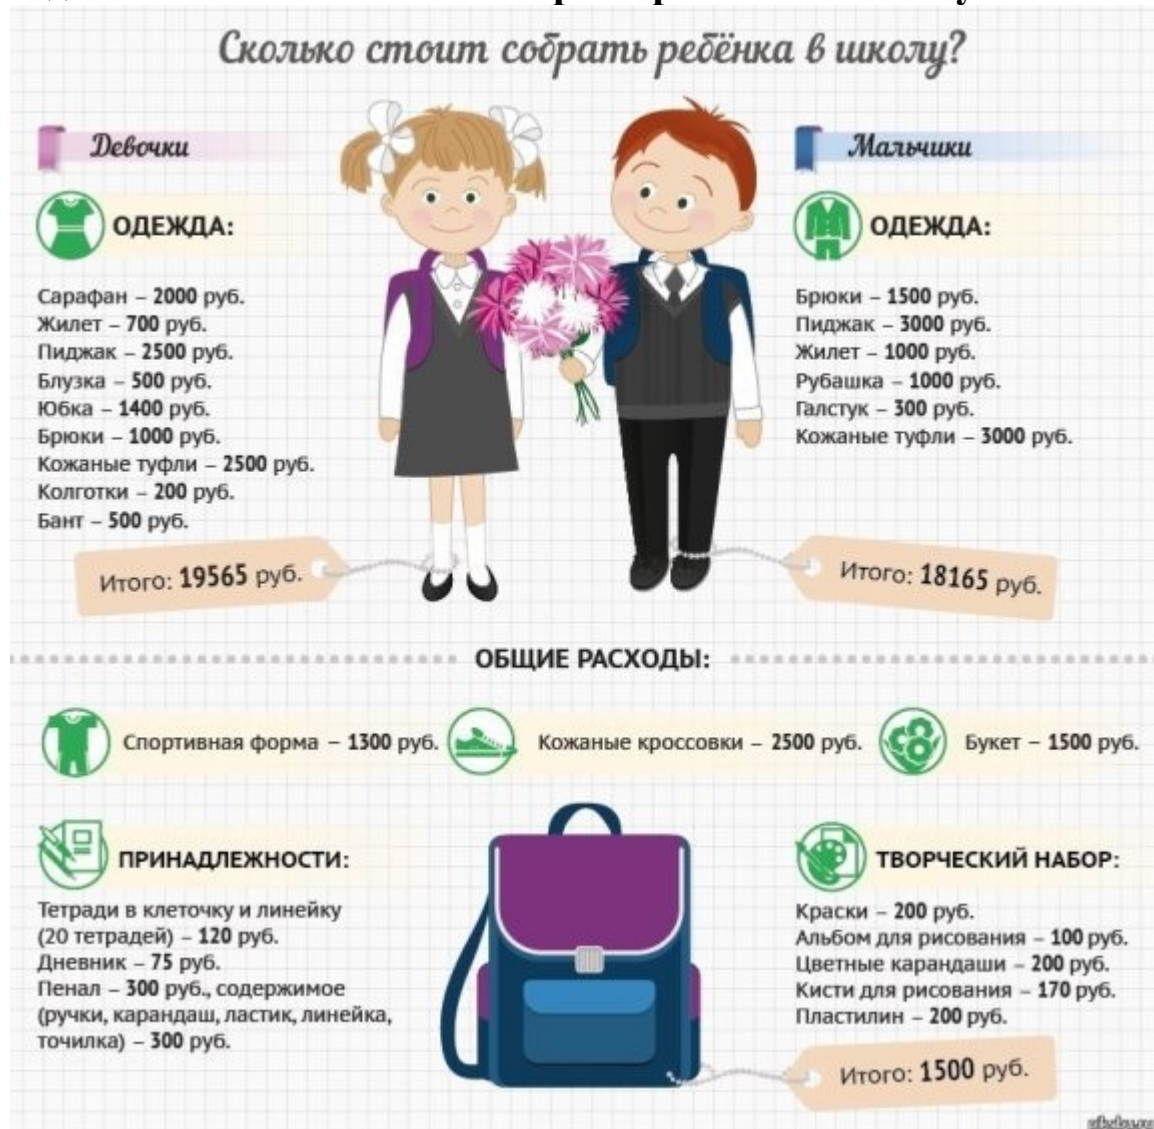 Сколько стоит собрать ребёнка в школу?
Девочки
ОДЕЖДА:
Сарафан – 2000 руб.
Жилет – 700 руб.
Пиджак – 2500 руб.
Блузка – 500 руб.
Юбка – 1400 руб.
Брюки – 1000 руб.
Кожаные туфли – 2500 руб.
Колготки – 200 руб.
Бант – 500 руб.
Итого: 19565 руб.
Мальчики
ОДЕЖДА:
Брюки – 1500 руб.
Пиджак – 3000 руб.
Жилет – 1000 руб.
Рубашка – 1000 руб.
Галстук – 300 руб.
Кожаные туфли – 3000 руб.
Итого: 18165 руб.
ОБЩИЕ РАСХОДЫ:
Спортивная форма – 1300 руб.
Кожаные кроссовки – 2500 руб.
Букет – 1500 руб.
ПРИНАДЛЕЖНОСТИ:
Тетради в клеточку и линейку
(20 тетрадей) – 120 руб.
Дневник – 75 руб.
Пенал – 300 руб., содержимое
(ручки, карандаш, ластик, линейка,
точилка) – 300 руб.
ТВОРЧЕСКИЙ НАБОР:
Краски – 200 руб.
Альбом для рисования – 100 руб.
Цветные карандаши – 200 руб.
Кисти для рисования – 170 руб.
Пластилин – 200 руб.
Итого: 1500 руб.